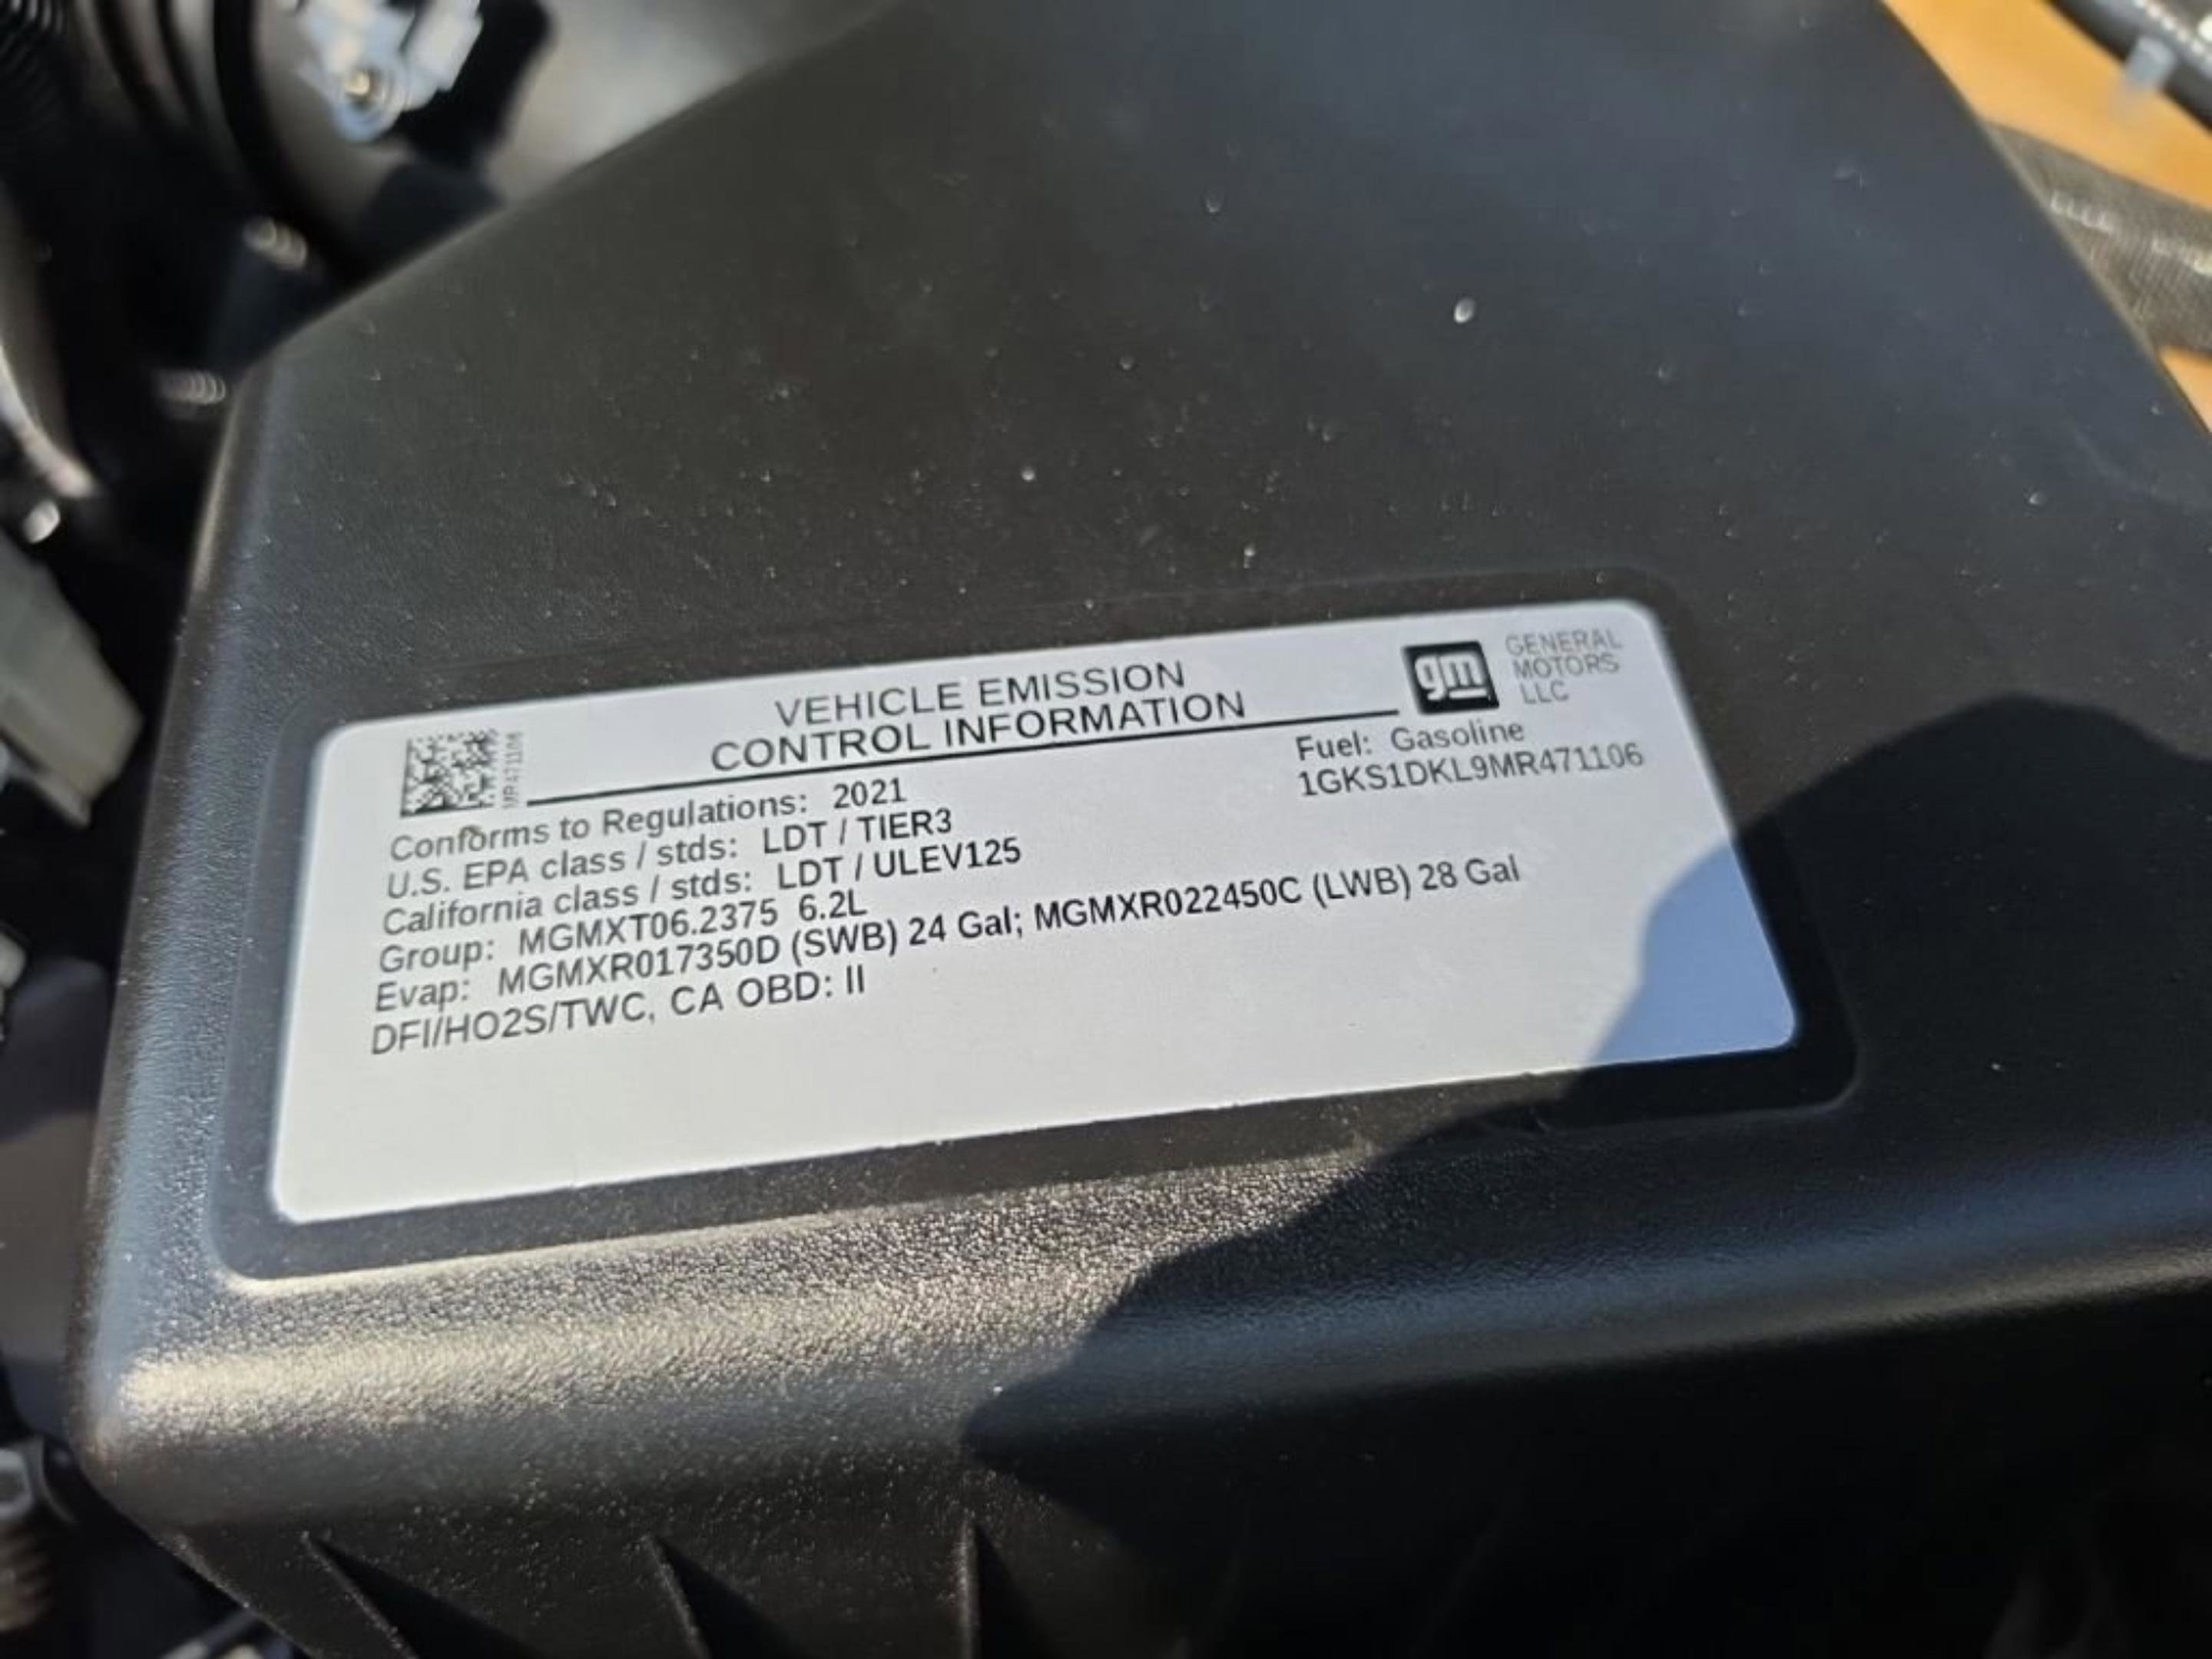 VEHICLE EMISSION
CONTROL INFORMATION
gm
GENERAL
MOTORS
LLC
MR471106
Fuel: Gasoline
1GKS1DKL9MR471106
Conforms to Regulations: 2021
U.S. EPA class / stds: LDT / TIER3
California class / stds: LDT / ULEV125
Group: MGMXT06.2375 6.2L
Evap: MGMXR017350D (SWB) 24 Gal; MGMXR022450C (LWB) 28 Gal
DFI/HO2S/TWC, CA OBD: II